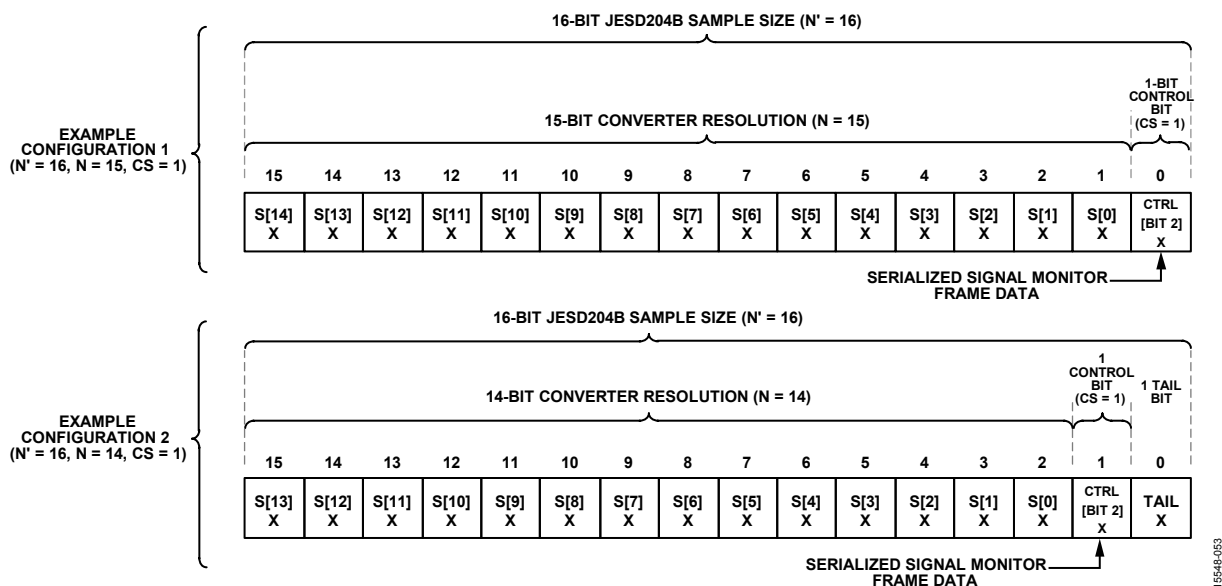 16-BIT JESD204B SAMPLE SIZE (N' = 16)
1-BIT
CONTROL
BIT
(CS = 1)
15-BIT CONVERTER RESOLUTION (N = 15)
EXAMPLE
CONFIGURATION 1
(N' = 16, N = 15, CS = 1)
15 14 13 12 11 10 9 8 7 6 5 4 3 2 1 0
S[14] S[13] S[12] S[11] S[10] S[9] S[8] S[7] S[6] S[5] S[4] S[3] S[2] S[1] S[0] CTRL
[BIT 2]
X X X X X X X X X X X X X X X X
SERIALIZED SIGNAL MONITOR
FRAME DATA
16-BIT JESD204B SAMPLE SIZE (N' = 16)
1
CONTROL
BIT
(CS = 1)
1 TAIL
BIT
14-BIT CONVERTER RESOLUTION (N = 14)
EXAMPLE
CONFIGURATION 2
(N' = 16, N = 14, CS = 1)
15 14 13 12 11 10 9 8 7 6 5 4 3 2 1 0
S[13] S[12] S[11] S[10] S[9] S[8] S[7] S[6] S[5] S[4] S[3] S[2] S[1] S[0] CTRL TAIL
[BIT 2]
X X X X X X X X X X X X X X X X
SERIALIZED SIGNAL MONITOR
FRAME DATA
15548-053